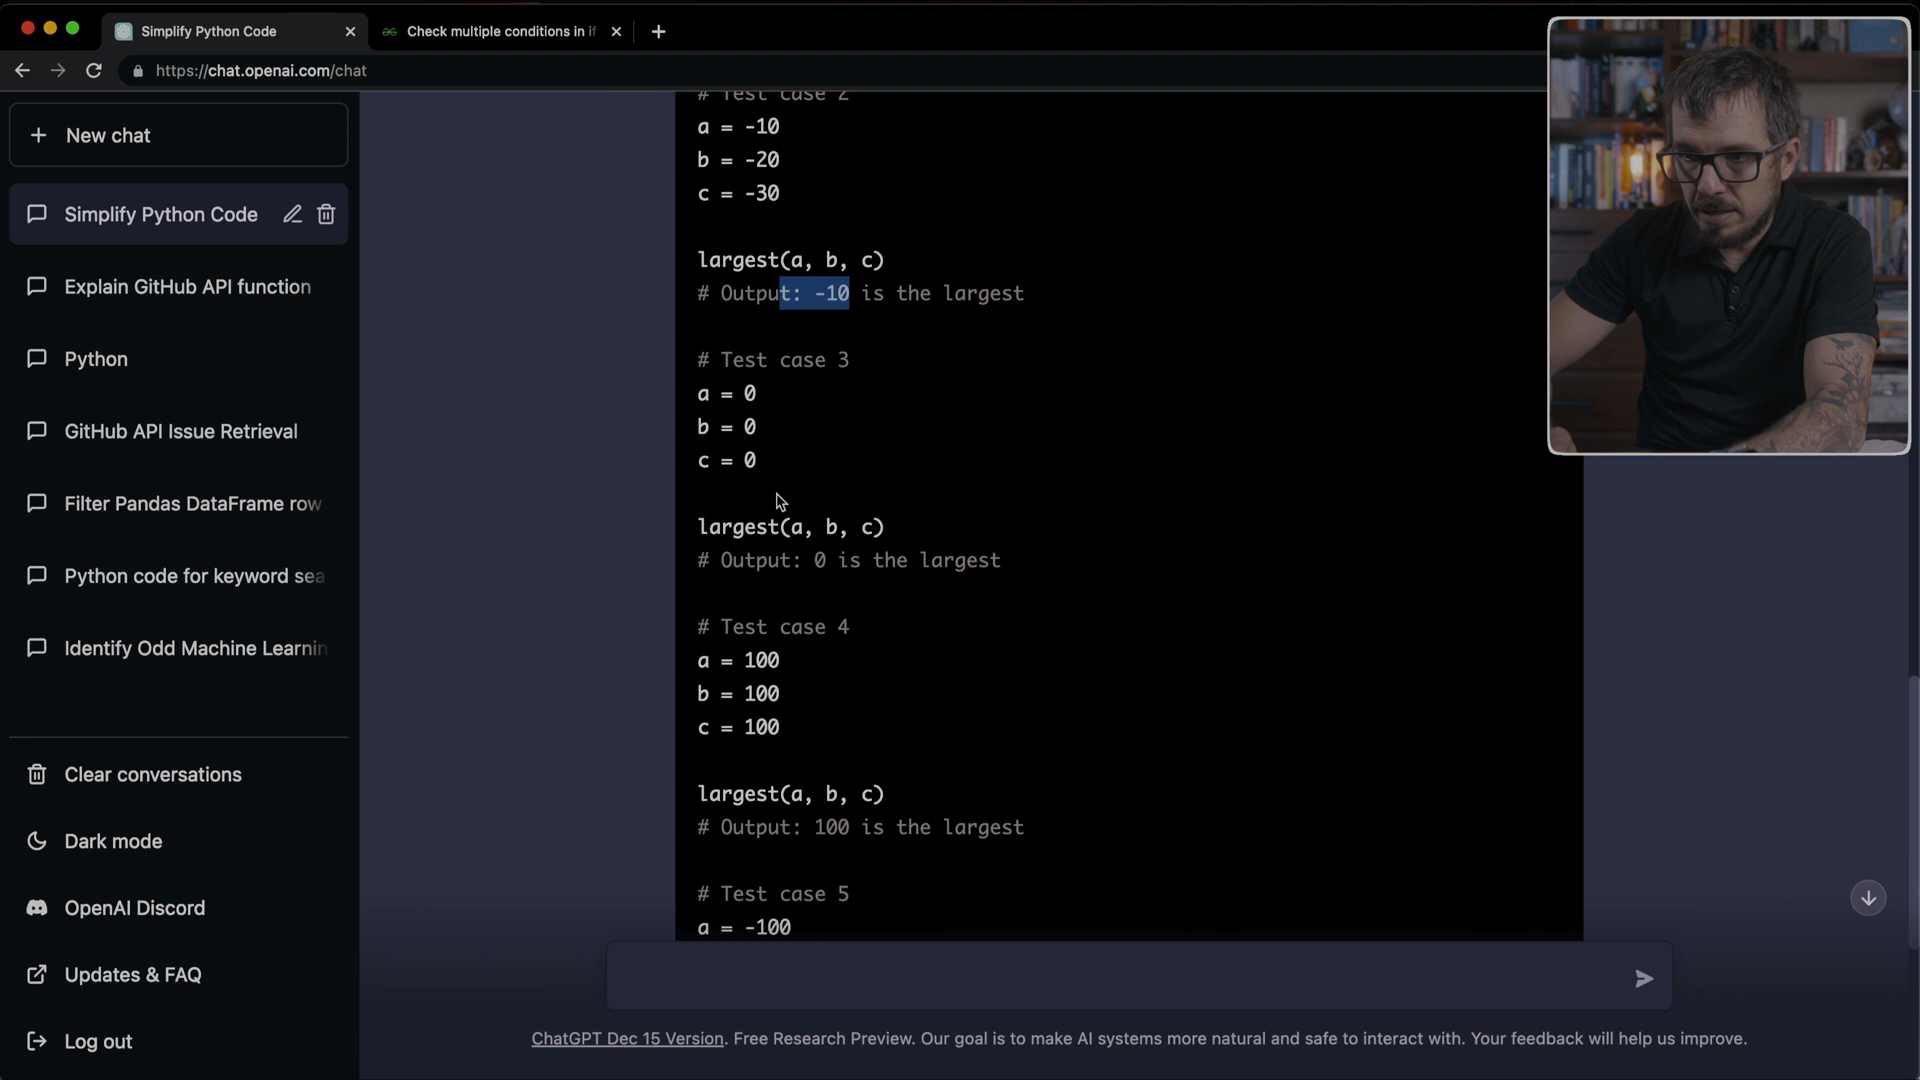 Simplify Python Code
Check multiple conditions in if
https://chat.openai.com/chat
New chat
Simplify Python Code
Explain GitHub API function
Python
GitHub API Issue Retrieval
Filter Pandas DataFrame row
Python code for keyword sea
Identify Odd Machine Learnin
Clear conversations
Dark mode
OpenAI Discord
Updates & FAQ
Log out
# Test case 2
a = -10
b = -20
c = -30
largest(a, b, c)
# Output: -10 is the largest
# Test case 3
a = 0
b = 0
c = 0
largest(a, b, c)
# Output: 0 is the largest
# Test case 4
a = 100
b = 100
c = 100
largest(a, b, c)
# Output: 100 is the largest
# Test case 5
a = -100
ChatGPT Dec 15 Version. Free Research Preview. Our goal is to make AI systems more natural and safe to interact with. Your feedback will help us improve.